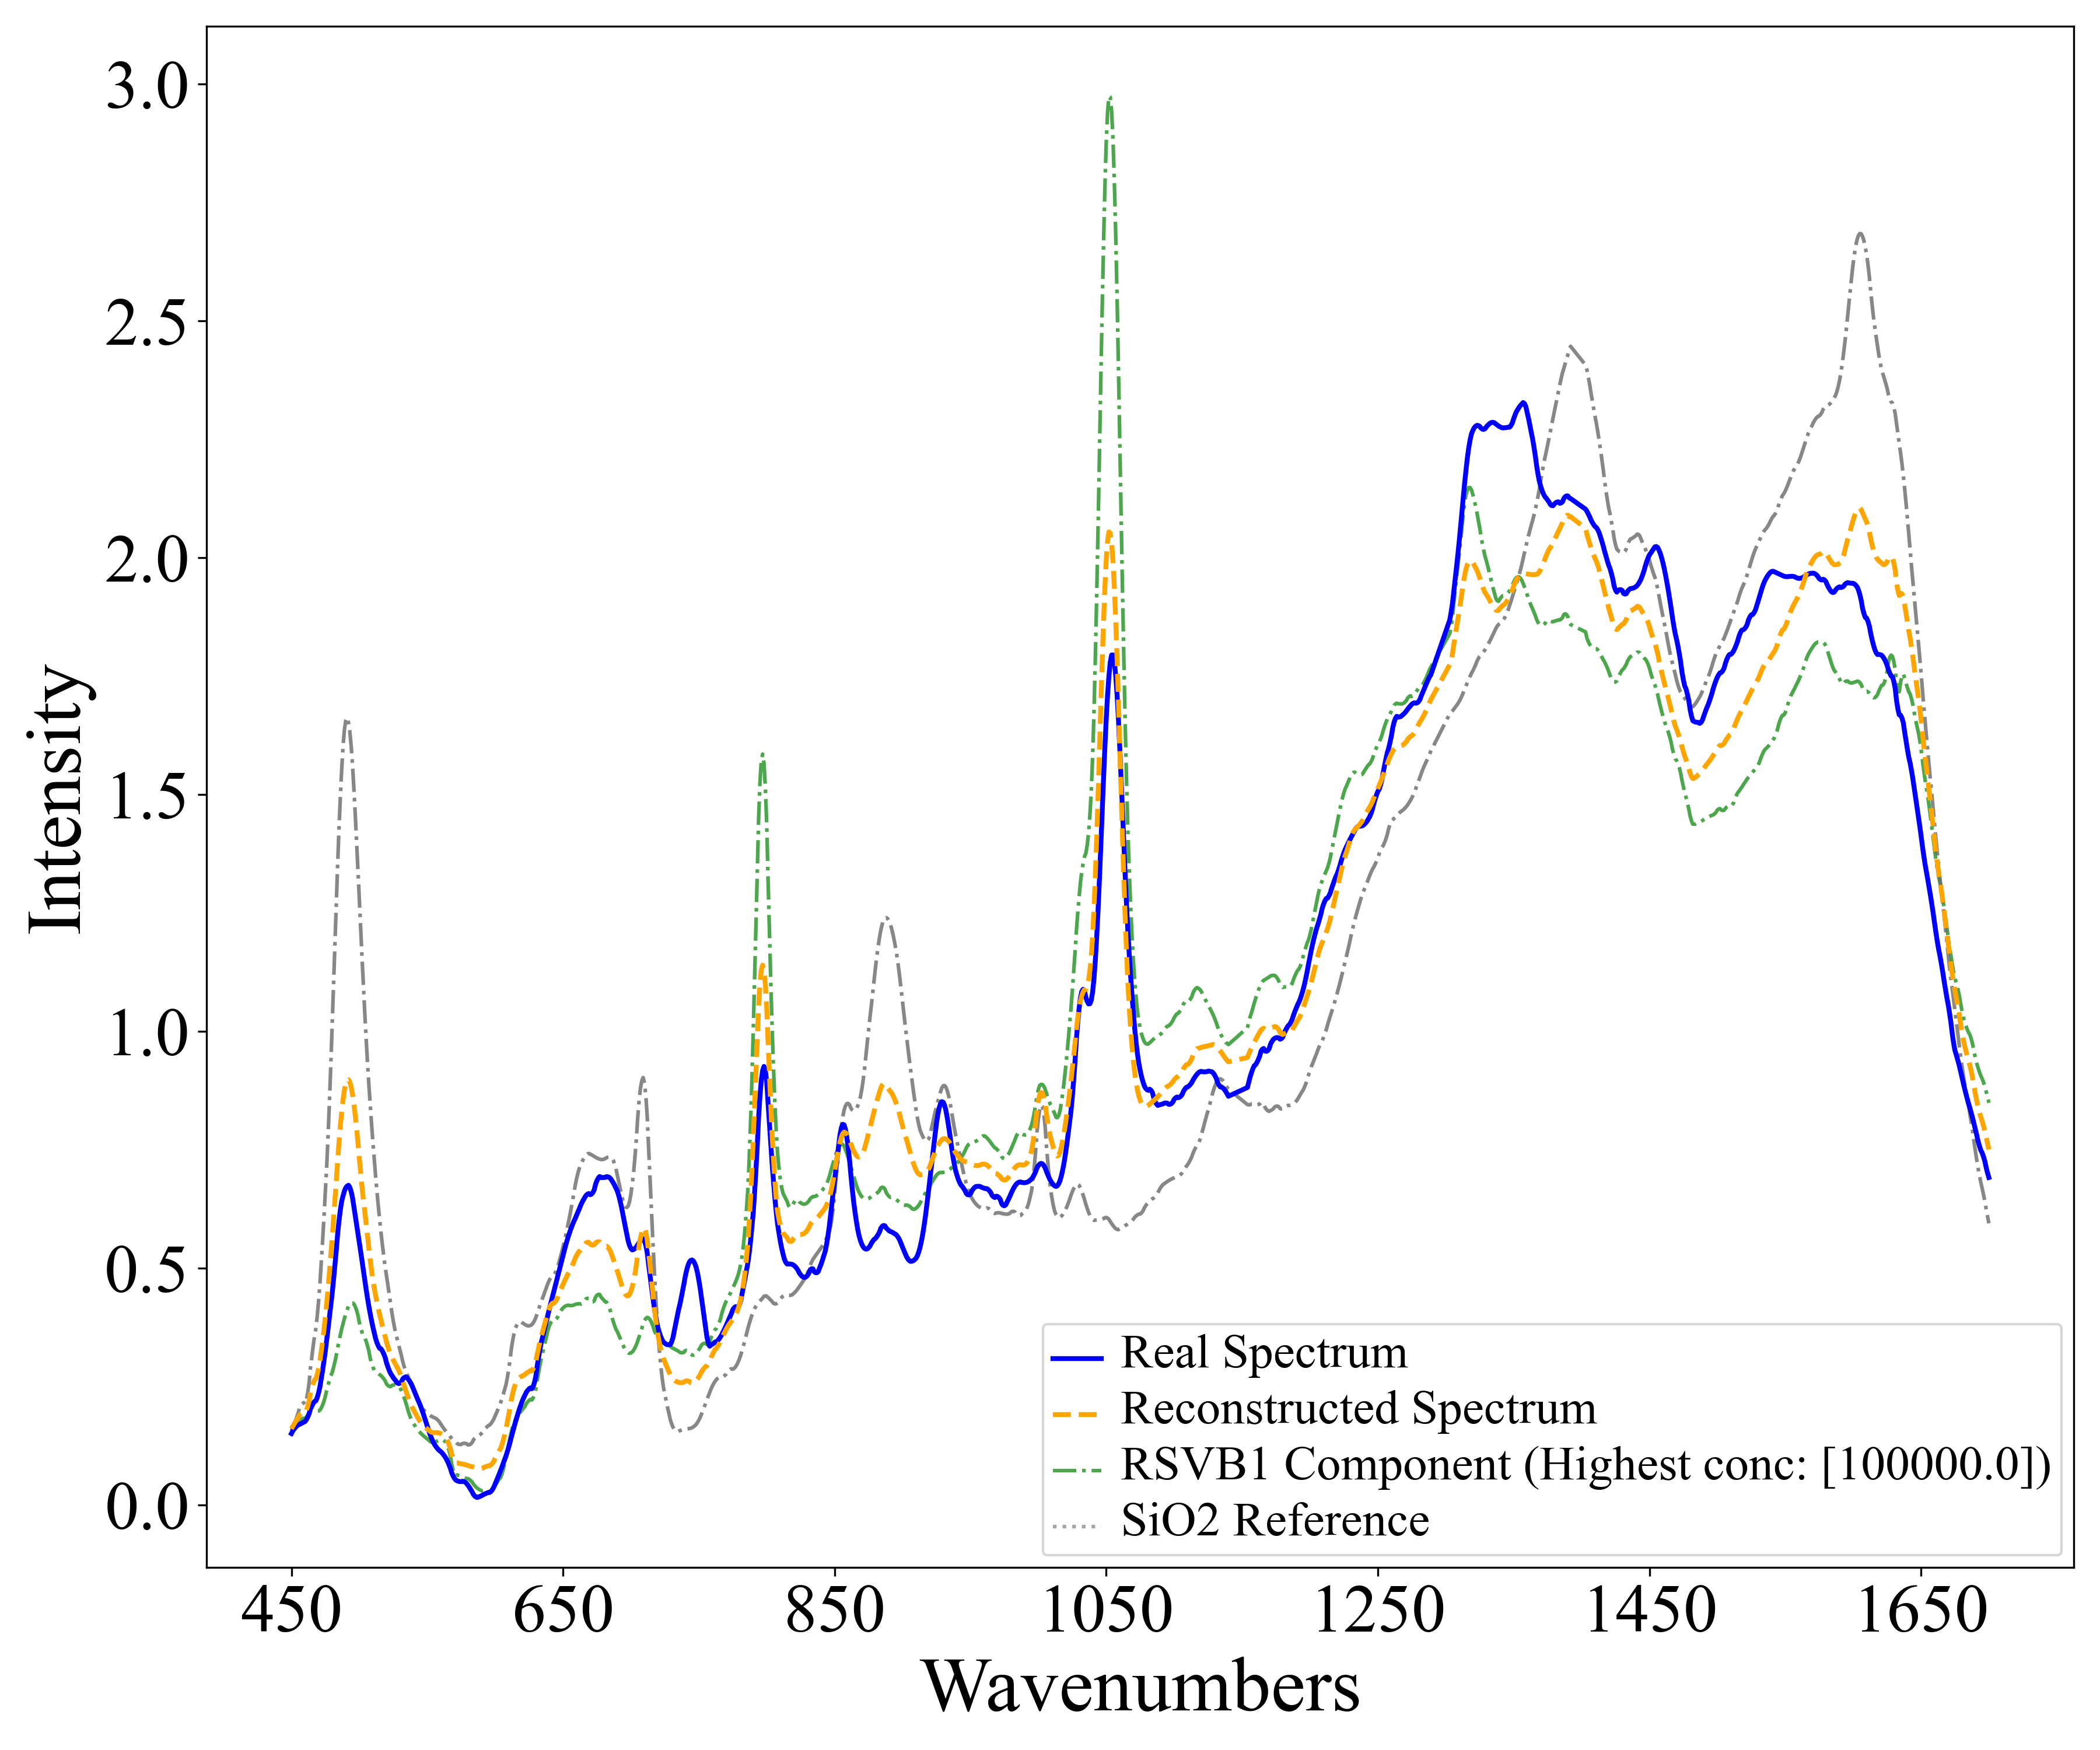 3.0
2.5
2.0
1.5
1.0
0.5
0.0
Intensity
Real Spectrum
Reconstructed Spectrum
RSVB1 Component (Highest conc: [100000.0])
SiO2 Reference
450 650 850 1050 1250 1450 1650
Wavenumbers